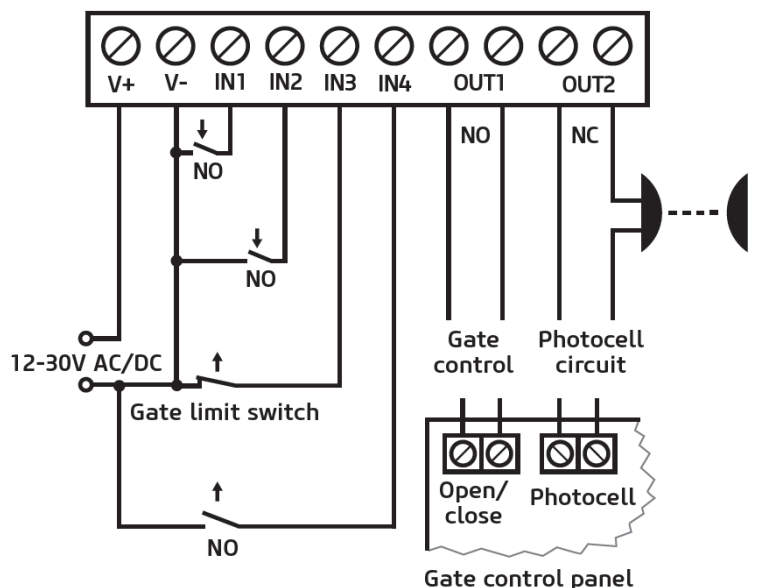 V+ V- IN1 IN2 IN3 IN4 OUT1 OUT2
NO
NC
NO
NO
12-30V AC/DC
Gate limit switch
NO
Gate
control
Photocell
circuit
Open/
close
Photocell
Gate control panel